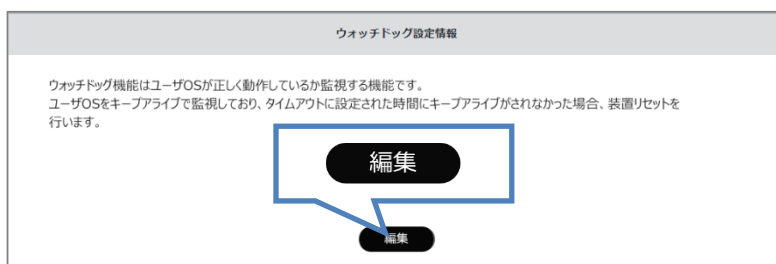 ウォッチドッグ設定情報
ウォッチドッグ機能はユーザOSが正しく動作しているか監視する機能です。
ユーザOSをキープアライブで監視しており、タイムアウトに設定された時間にキープアライブがされなかった場合、装置リセットを
行います。
編集
編集